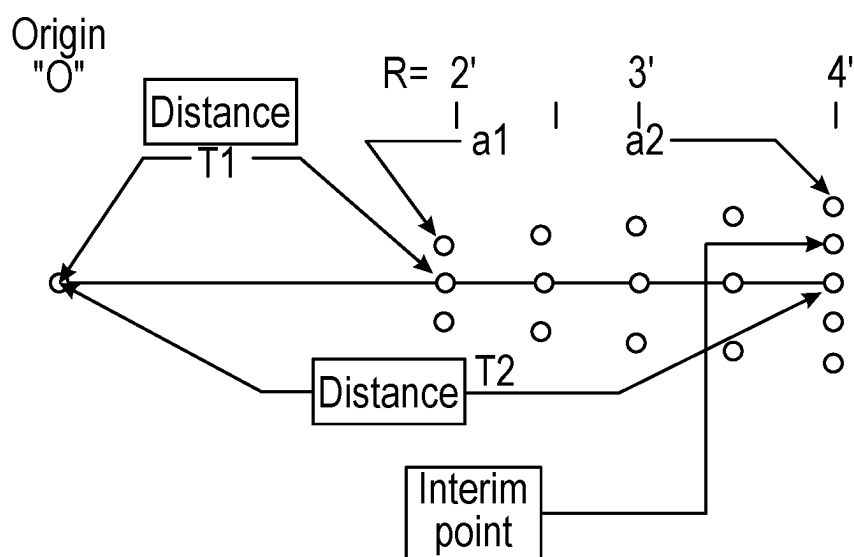 Origin
"O"
R= 2' 3' 4'
Distance
a1 a2
T1
T2
Distance
Interim
point